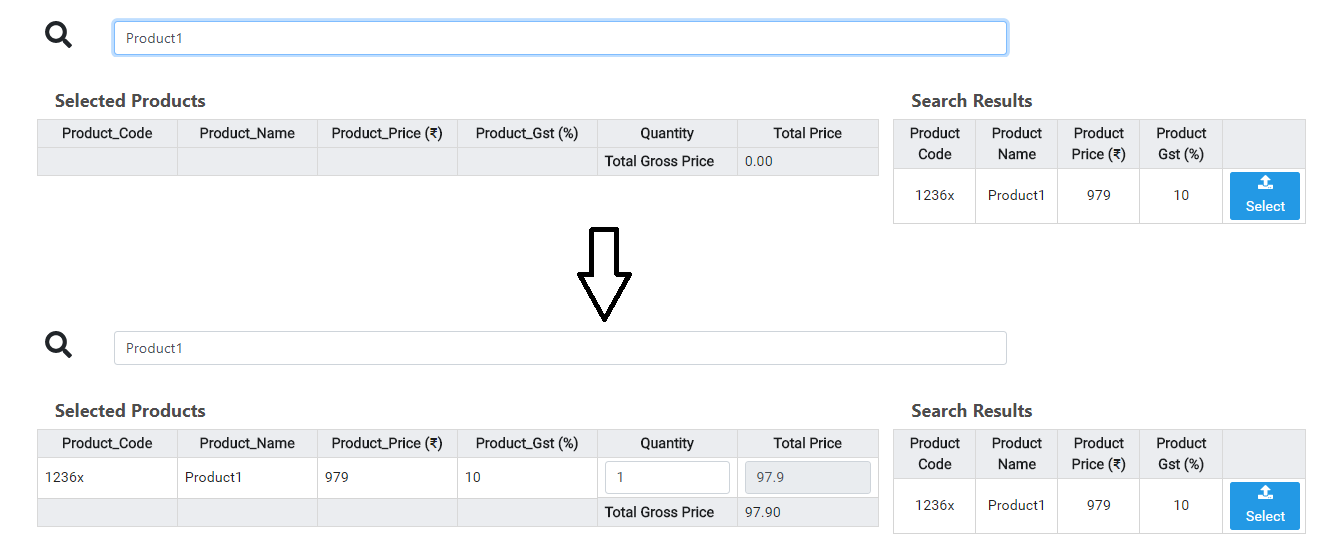 Product1
Selected Products
Product_Code Product_Name Product_Price (₹) Product_Gst (%) Quantity Total Price
Total Gross Price 0.00
Search Results
Product Code Product Name Product Price (₹) Product Gst (%)
1236x Product1 979 10 Select
Product1
Selected Products
Product_Code Product_Name Product_Price (₹) Product_Gst (%) Quantity Total Price
1236x Product1 979 10 1 97.9
Total Gross Price 97.90
Search Results
Product Code Product Name Product Price (₹) Product Gst (%)
1236x Product1 979 10 Select